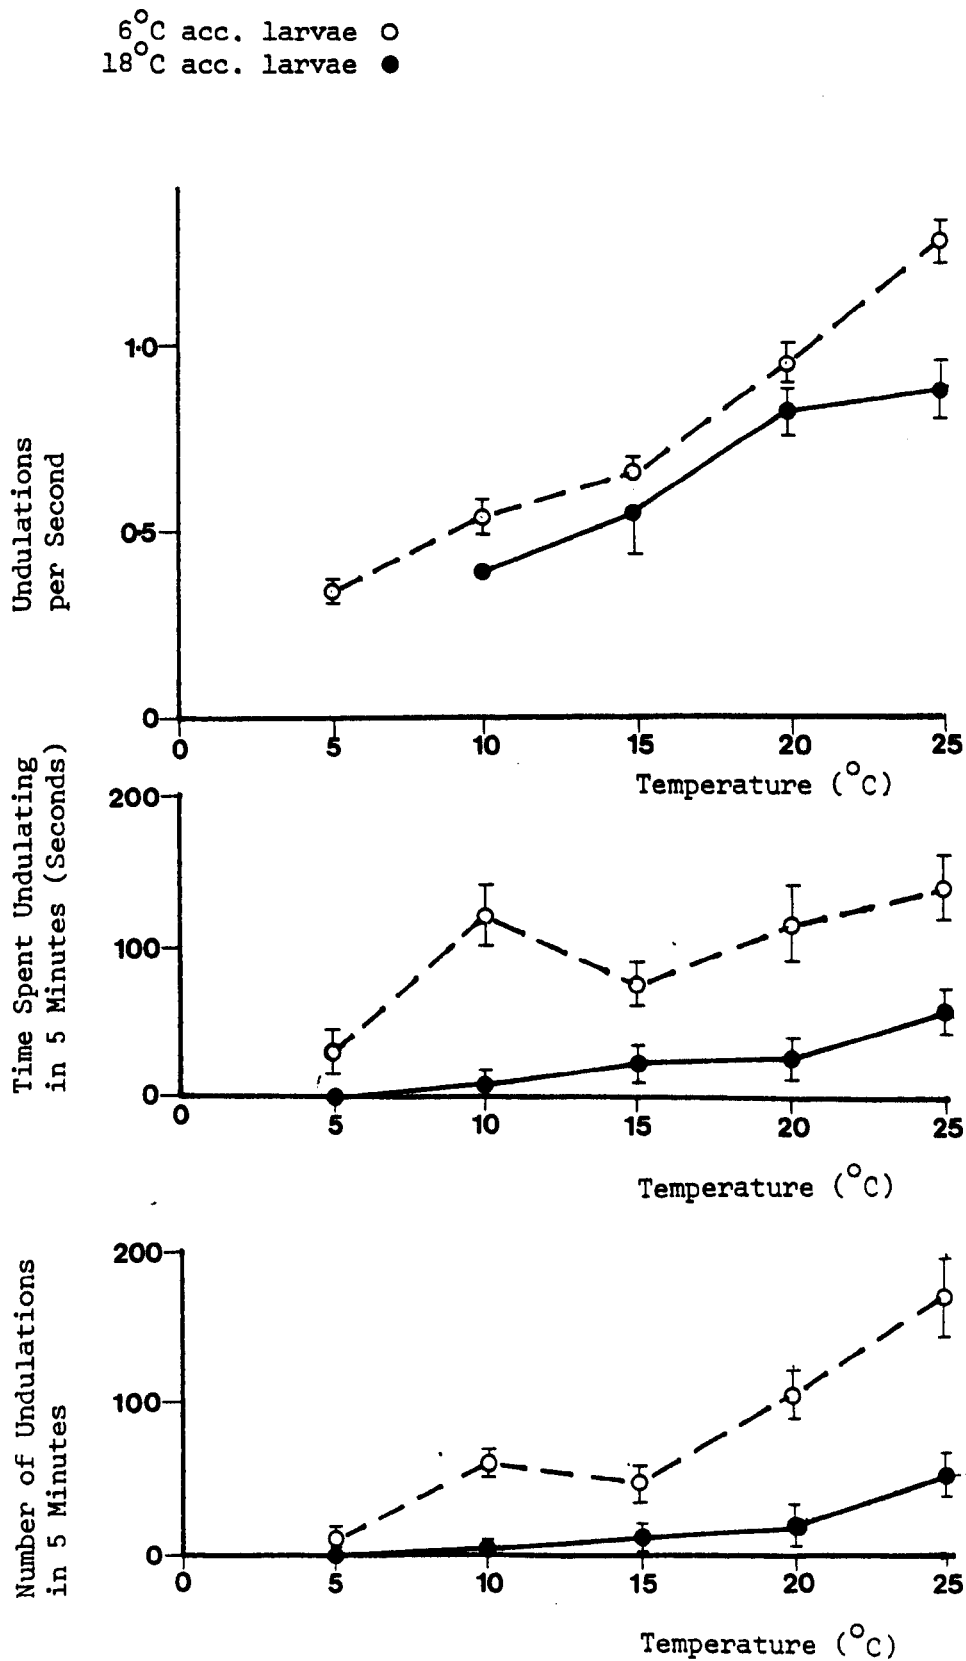 6°C acc. larvae ○
18°C acc. larvae ●
Undulations
per Second
1·0
0·5
0
0 5 10 15 20 25
Temperature (°C)
Time Spent Undulating
in 5 Minutes (Seconds)
200
100
0
0 5 10 15 20 25
Temperature (°C)
Number of Undulations
in 5 Minutes
200
100
0
0 5 10 15 20 25
Temperature (°C)